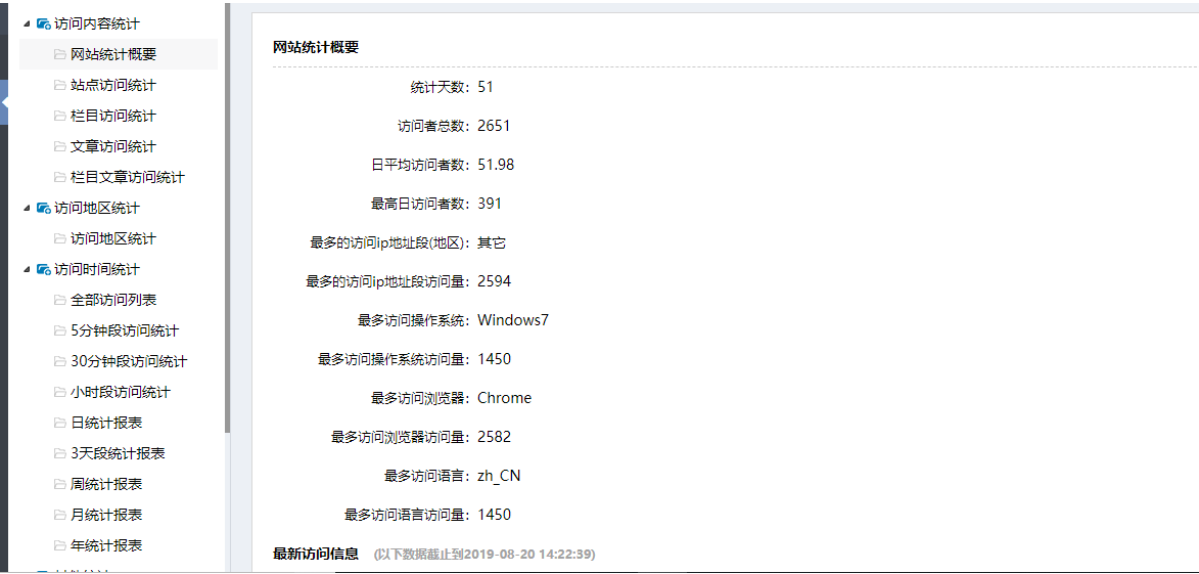 访问内容统计
网站统计概要
站点访问统计
栏目访问统计
文章访问统计
栏目文章访问统计
访问地区统计
访问地区统计
访问时间统计
全部访问列表
5分钟段访问统计
30分钟段访问统计
小时段访问统计
日统计报表
3天段统计报表
周统计报表
月统计报表
年统计报表
网站统计概要
统计天数：51
访问者总数：2651
日平均访问者数：51.98
最高日访问者数：391
最多的访问ip地址段(地区)：其它
最多的访问ip地址段访问量：2594
最多访问操作系统：Windows7
最多访问操作系统访问量：1450
最多访问浏览器：Chrome
最多访问浏览器访问量：2582
最多访问语言：zh_CN
最多访问语言访问量：1450
最新访问信息 (以下数据截止到2019-08-20 14:22:39)